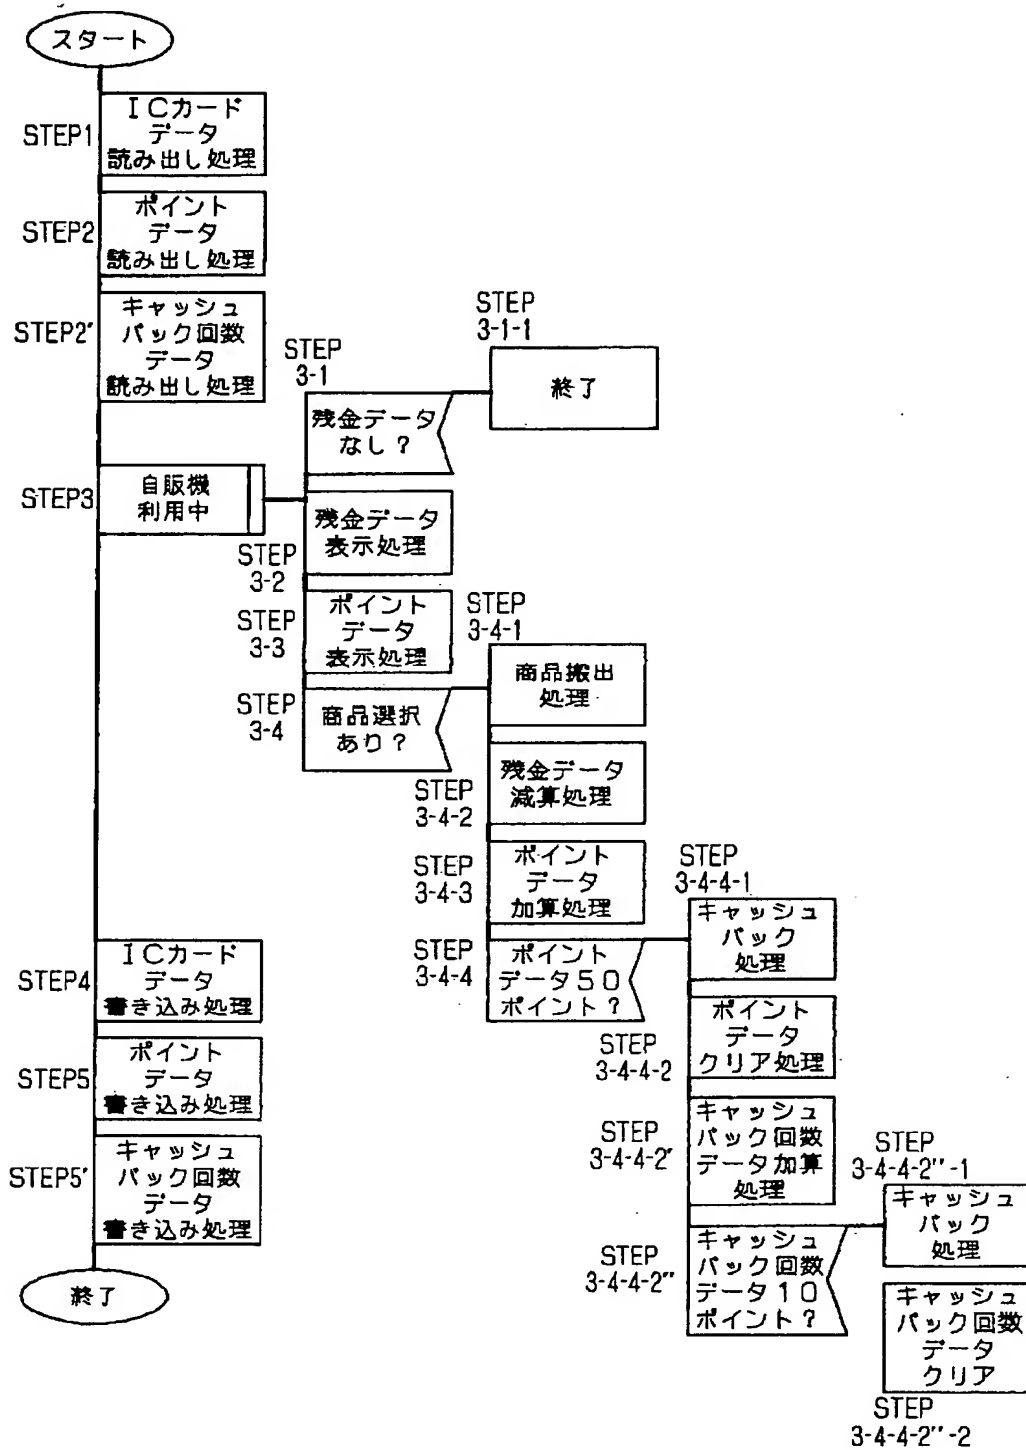 スタート
STEP1
ICカード
データ
読み出し処理
STEP2
ポイント
データ
読み出し処理
STEP2'
キャッシュ
バック回数
データ
読み出し処理
STEP3
自販機
利用中
STEP
3-1
残金データ
なし？
STEP
3-1-1
終了
STEP
3-2
残金データ
表示処理
STEP
3-3
ポイント
データ
表示処理
STEP
3-4
商品選択
あり？
STEP
3-4-1
商品搬出
処理
STEP
3-4-2
残金データ
減算処理
STEP
3-4-3
ポイント
データ
加算処理
STEP
3-4-4
ポイント
データ50
ポイント？
STEP
3-4-4-1
キャッシュ
バック
処理
STEP
3-4-4-2
ポイント
データ
クリア処理
STEP
3-4-4-2'
キャッシュ
バック回数
データ加算
処理
STEP
3-4-4-2''
キャッシュ
バック回数
データ10
ポイント？
STEP
3-4-4-2''-1
キャッシュ
バック
処理
キャッシュ
バック回数
データ
クリア
STEP
3-4-4-2''-2
STEP4
ICカード
データ
書き込み処理
STEP5
ポイント
データ
書き込み処理
STEP5'
キャッシュ
バック回数
データ
書き込み処理
終了